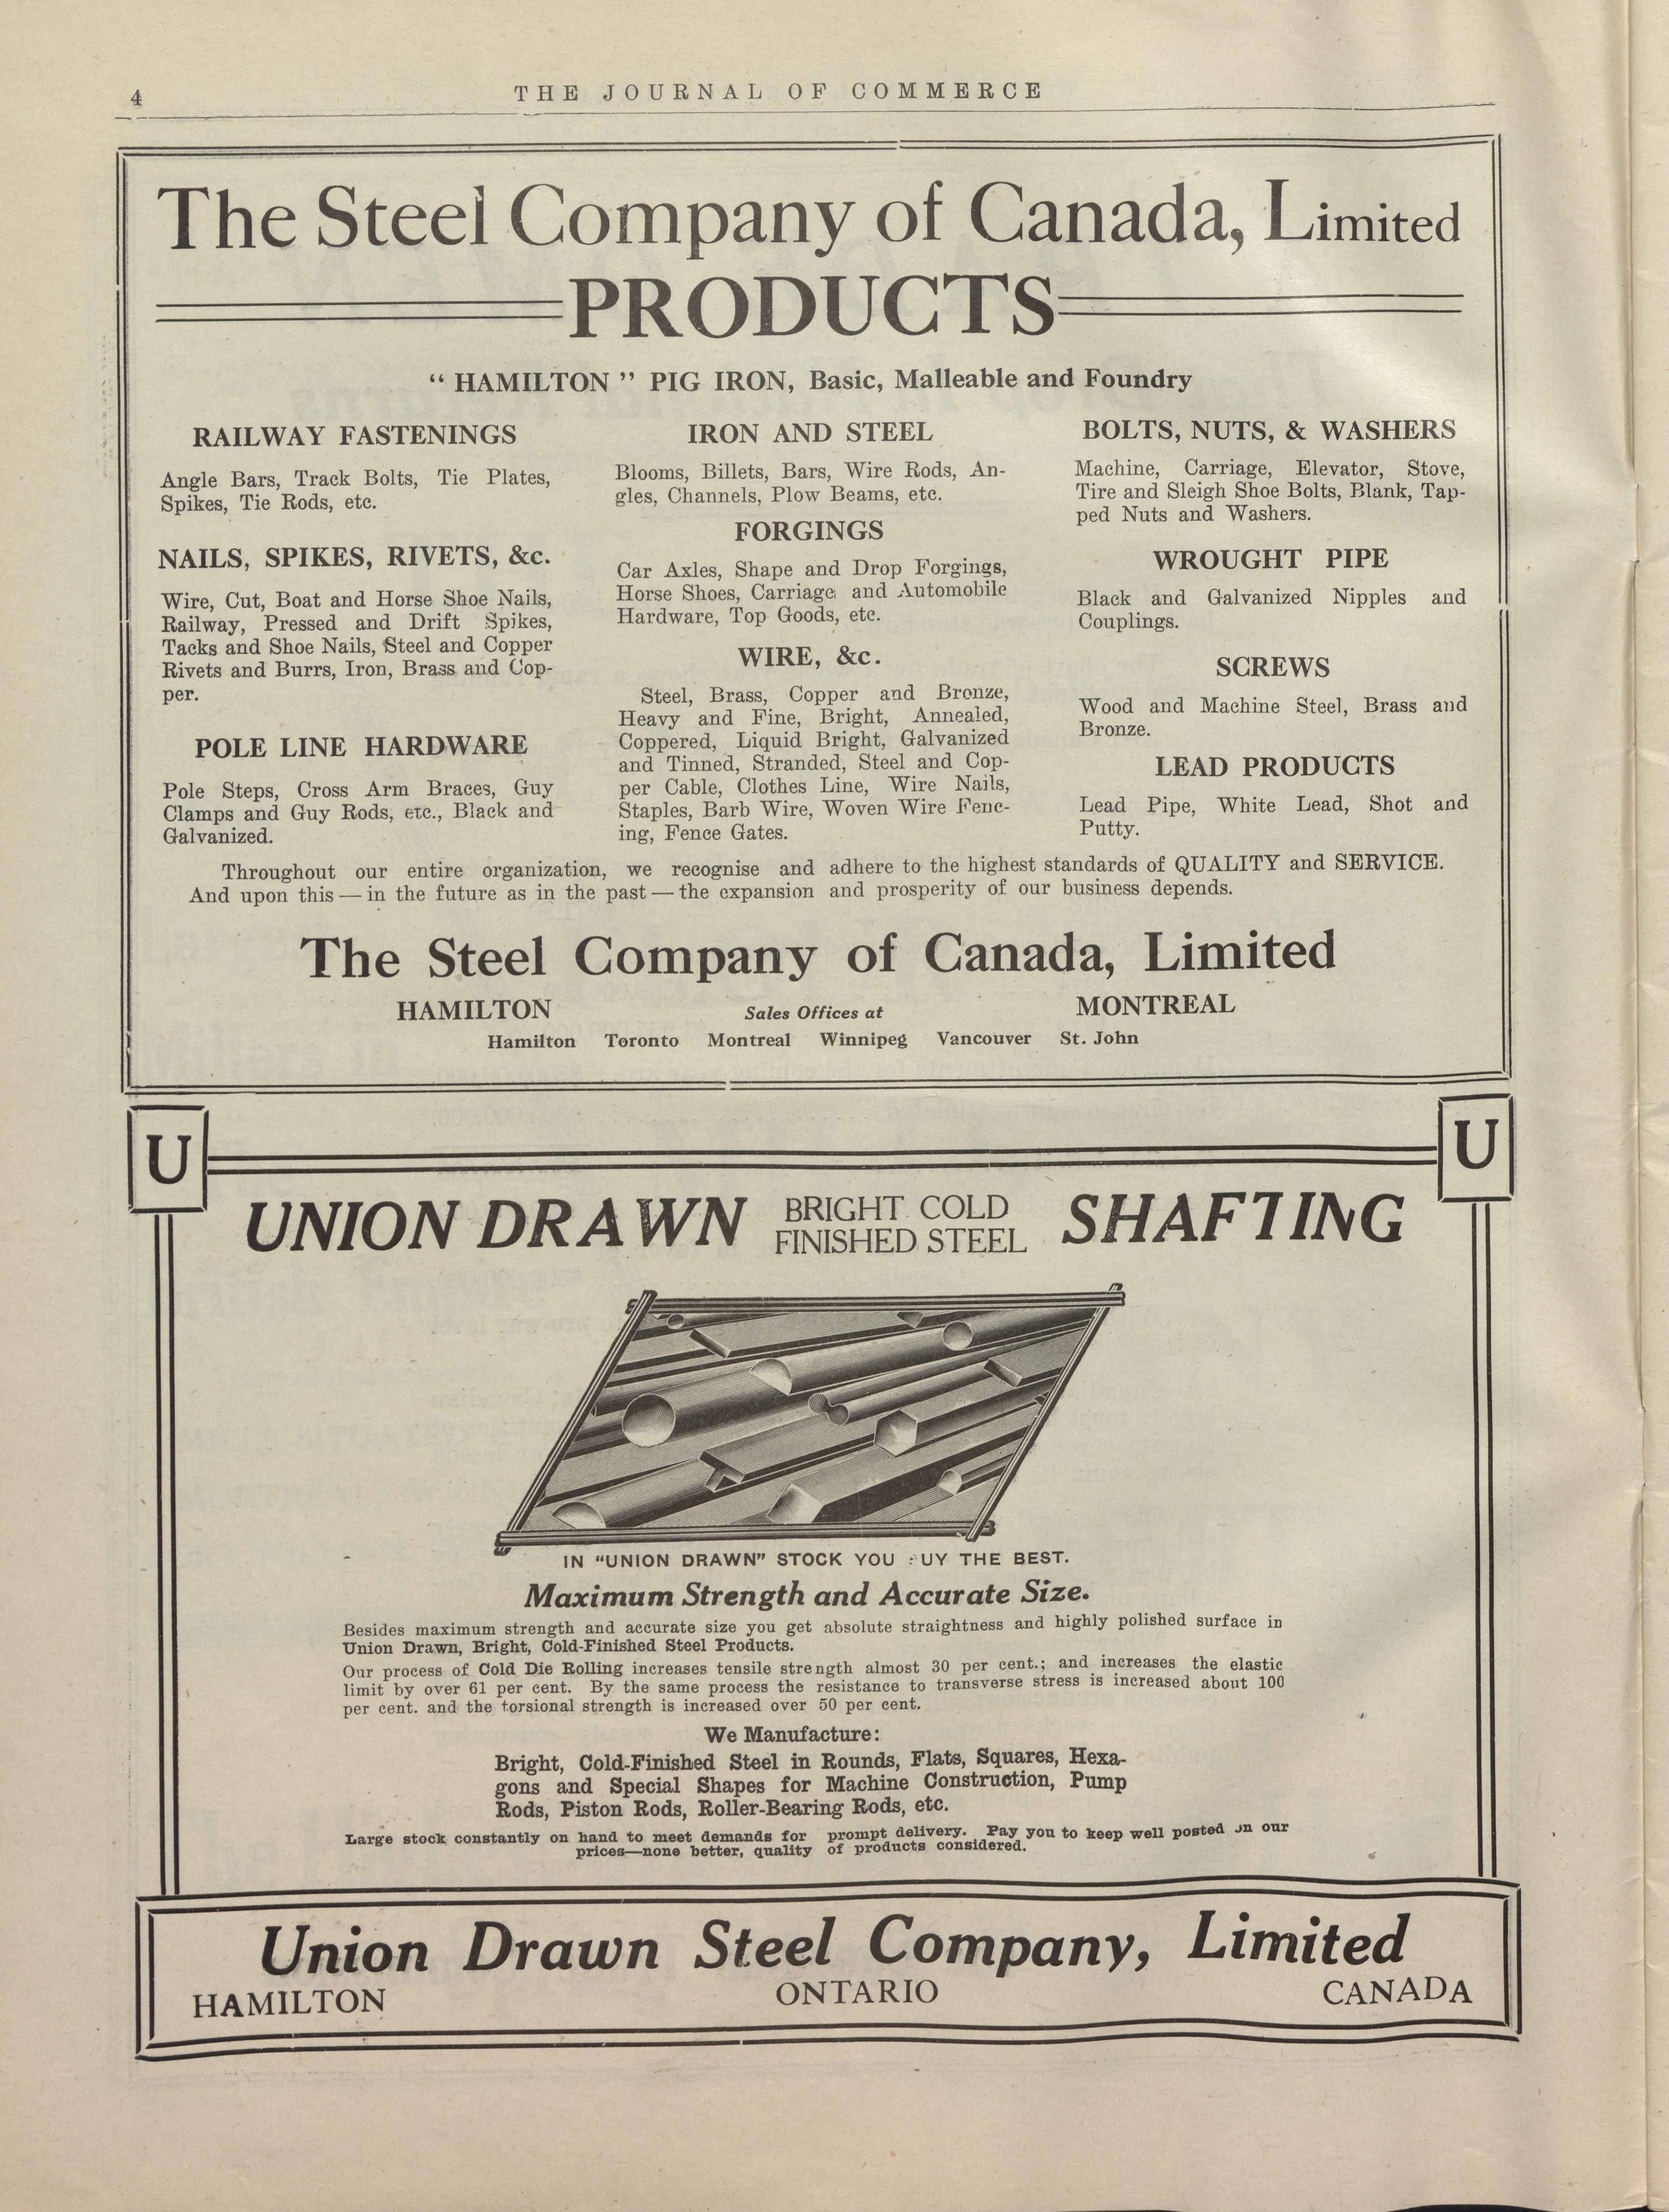 4
THE JOURNAL OF COMMERCE
The Steel Company of Canada, Limited
PRODUCTS
“ HAMILTON ” PIG IRON, Basic, Malleable and Foundry
RAILWAY FASTENINGS
Angle Bars, Track Bolts, Tie Plates,
Spikes, Tie Rods, etc.
NAILS, SPIKES, RIVETS, &c.
Wire, Cut, Boat and Horse Shoe Nails,
Railway, Pressed and Drift Spikes,
Tacks and Shoe Nails, Steel and Copper
Rivets and Burrs, Iron, Brass and Cop-
per.
POLE LINE HARDWARE
Pole Steps, Cross Arm Braces, Guy
Clamps and Guy Rods, etc., Black and
Galvanized.
IRON AND STEEL
Blooms, Billets, Bars, Wire Rods, An-
gles, Channels, Plow Beams, etc.
FORGINGS
Car Axles, Shape and Drop Forgings,
Horse Shoes, Carriage and Automobile
Hardware, Top Goods, etc.
WIRE, &c.
Steel, Brass, Copper and Bronze,
Heavy and Fine, Bright, Annealed,
Coppered, Liquid Bright, Galvanized
and Tinned, Stranded, Steel and Cop-
per Cable, Clothes Line, Wire Nails,
Staples, Barb Wire, Woven Wire Fenc-
ing, Fence Gates.
BOLTS, NUTS, & WASHERS
Machine, Carriage, Elevator, Stove,
Tire and Sleigh Shoe Bolts, Blank, Tap-
ped Nuts and Washers.
WROUGHT PIPE
Black and Galvanized Nipples and
Couplings.
SCREWS
Wood and Machine Steel, Brass and
Bronze.
LEAD PRODUCTS
Lead Pipe, White Lead, Shot and
Putty.
Throughout our entire organization, we recognise and adhere to the highest standards of QUALITY and SERVICE.
And upon this — in the future as in the past — the expansion and prosperity of our business depends.
The Steel Company of Canada, Limited
HAMILTON Sales Offices at MONTREAL
Hamilton Toronto Montreal Winnipeg Vancouver St. John
U U
UNION DRAWN BRIGHT COLD FINISHED STEEL SHAFTING
IN “UNION DRAWN” STOCK YOU BUY THE BEST.
Maximum Strength and Accurate Size.
Besides maximum strength and accurate size you get absolute straightness and highly polished surface in
Union Drawn, Bright, Cold-Finished Steel Products.
Our process of Cold Die Rolling increases tensile strength almost 30 per cent.; and increases the elastic
limit by over 61 per cent. By the same process the resistance to transverse stress is increased about 100
per cent. and the torsional strength is increased over 50 per cent.
We Manufacture:
Bright, Cold-Finished Steel in Rounds, Flats, Squares, Hexa-
gons and Special Shapes for Machine Construction, Pump
Rods, Piston Rods, Roller-Bearing Rods, etc.
Large stock constantly on hand to meet demands for prompt delivery. Pay you to keep well posted on our
prices—none better, quality of products considered.
Union Drawn Steel Company, Limited
HAMILTON ONTARIO CANADA